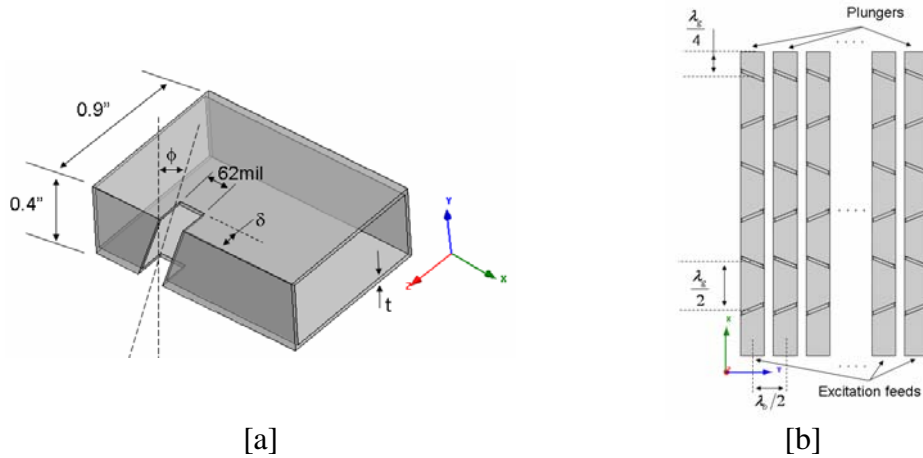 0.9"
ϕ
62mil
0.4"
δ
t
Y
X
Z
[a]
Plungers
λg/4
. . . .
. . . . .
λg/2
X
Y
. . . .
λo/2
Excitation feeds
[b]